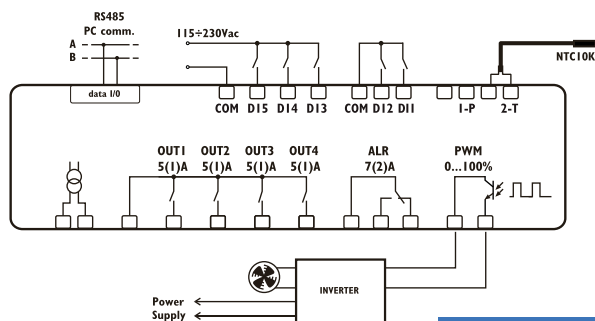 RS485
PC comm.
A
B
115÷230Vac
NTC10K
data I/0
COM DI5 DI4 DI3 COM DI2 DI1 1-P 2-T
OUT1 OUT2 OUT3 OUT4 ALR PWM
5(1)A 5(1)A 5(1)A 5(1)A 7(2)A 0...100%
INVERTER
Power
Supply